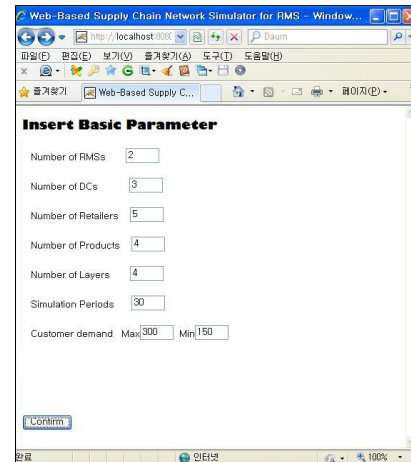 Web-Based Supply Chain Network Simulator for RMS - Window...
http://localhost:8080
Daum
파일(F) 편집(E) 보기(V) 즐겨찾기(A) 도구(T) 도움말(H)
즐겨찾기 Web-Based Supply C... 페이지(P)
Insert Basic Parameter
Number of RMSs 2
Number of DCs 3
Number of Retailers 5
Number of Products 4
Number of Layers 4
Simulation Periods 30
Customer demand Max 300 Min 150
Confirm
완료 인터넷 100%